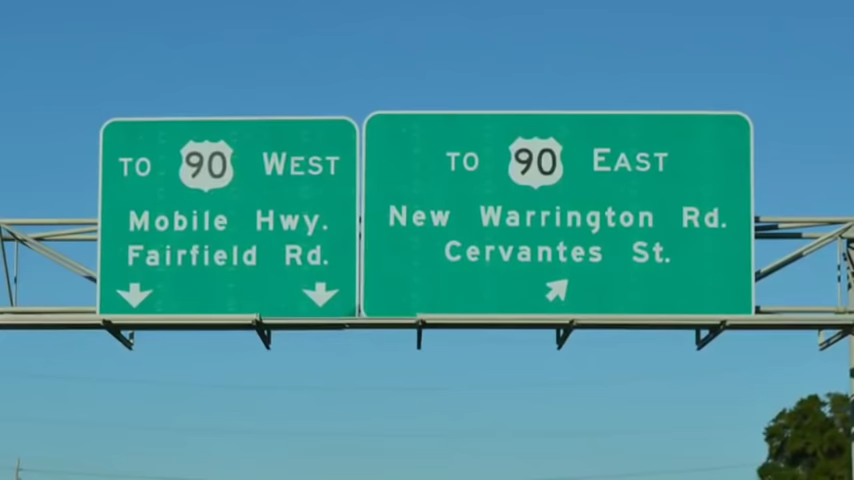 TO 90 WEST
Mobile Hwy.
Fairfield Rd.
TO 90 EAST
New Warrington Rd.
Cervantes St.